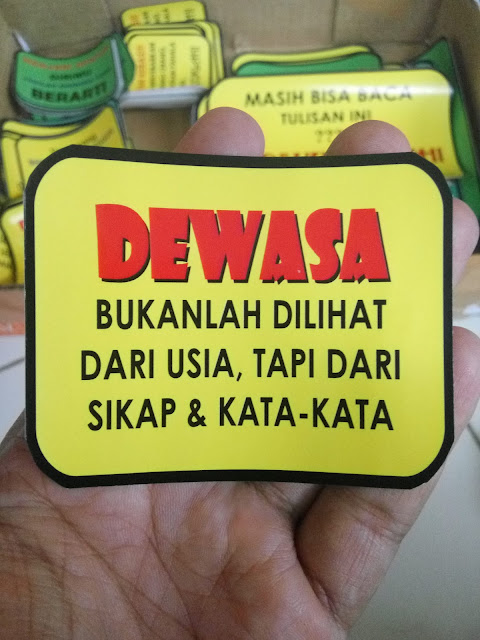 BERARTI
MASIH BISA BACA
TULISAN INI
???
DEWASA
BUKANLAH DILIHAT
DARI USIA, TAPI DARI
SIKAP & KATA-KATA